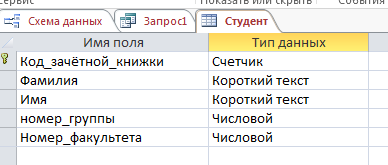 Показать или скрыть События
Схема данных Запрос1 Студент
Имя поля Тип данных
Код_зачётной_книжки Счетчик
Фамилия Короткий текст
Имя Короткий текст
номер_группы Числовой
Номер_факультета Числовой